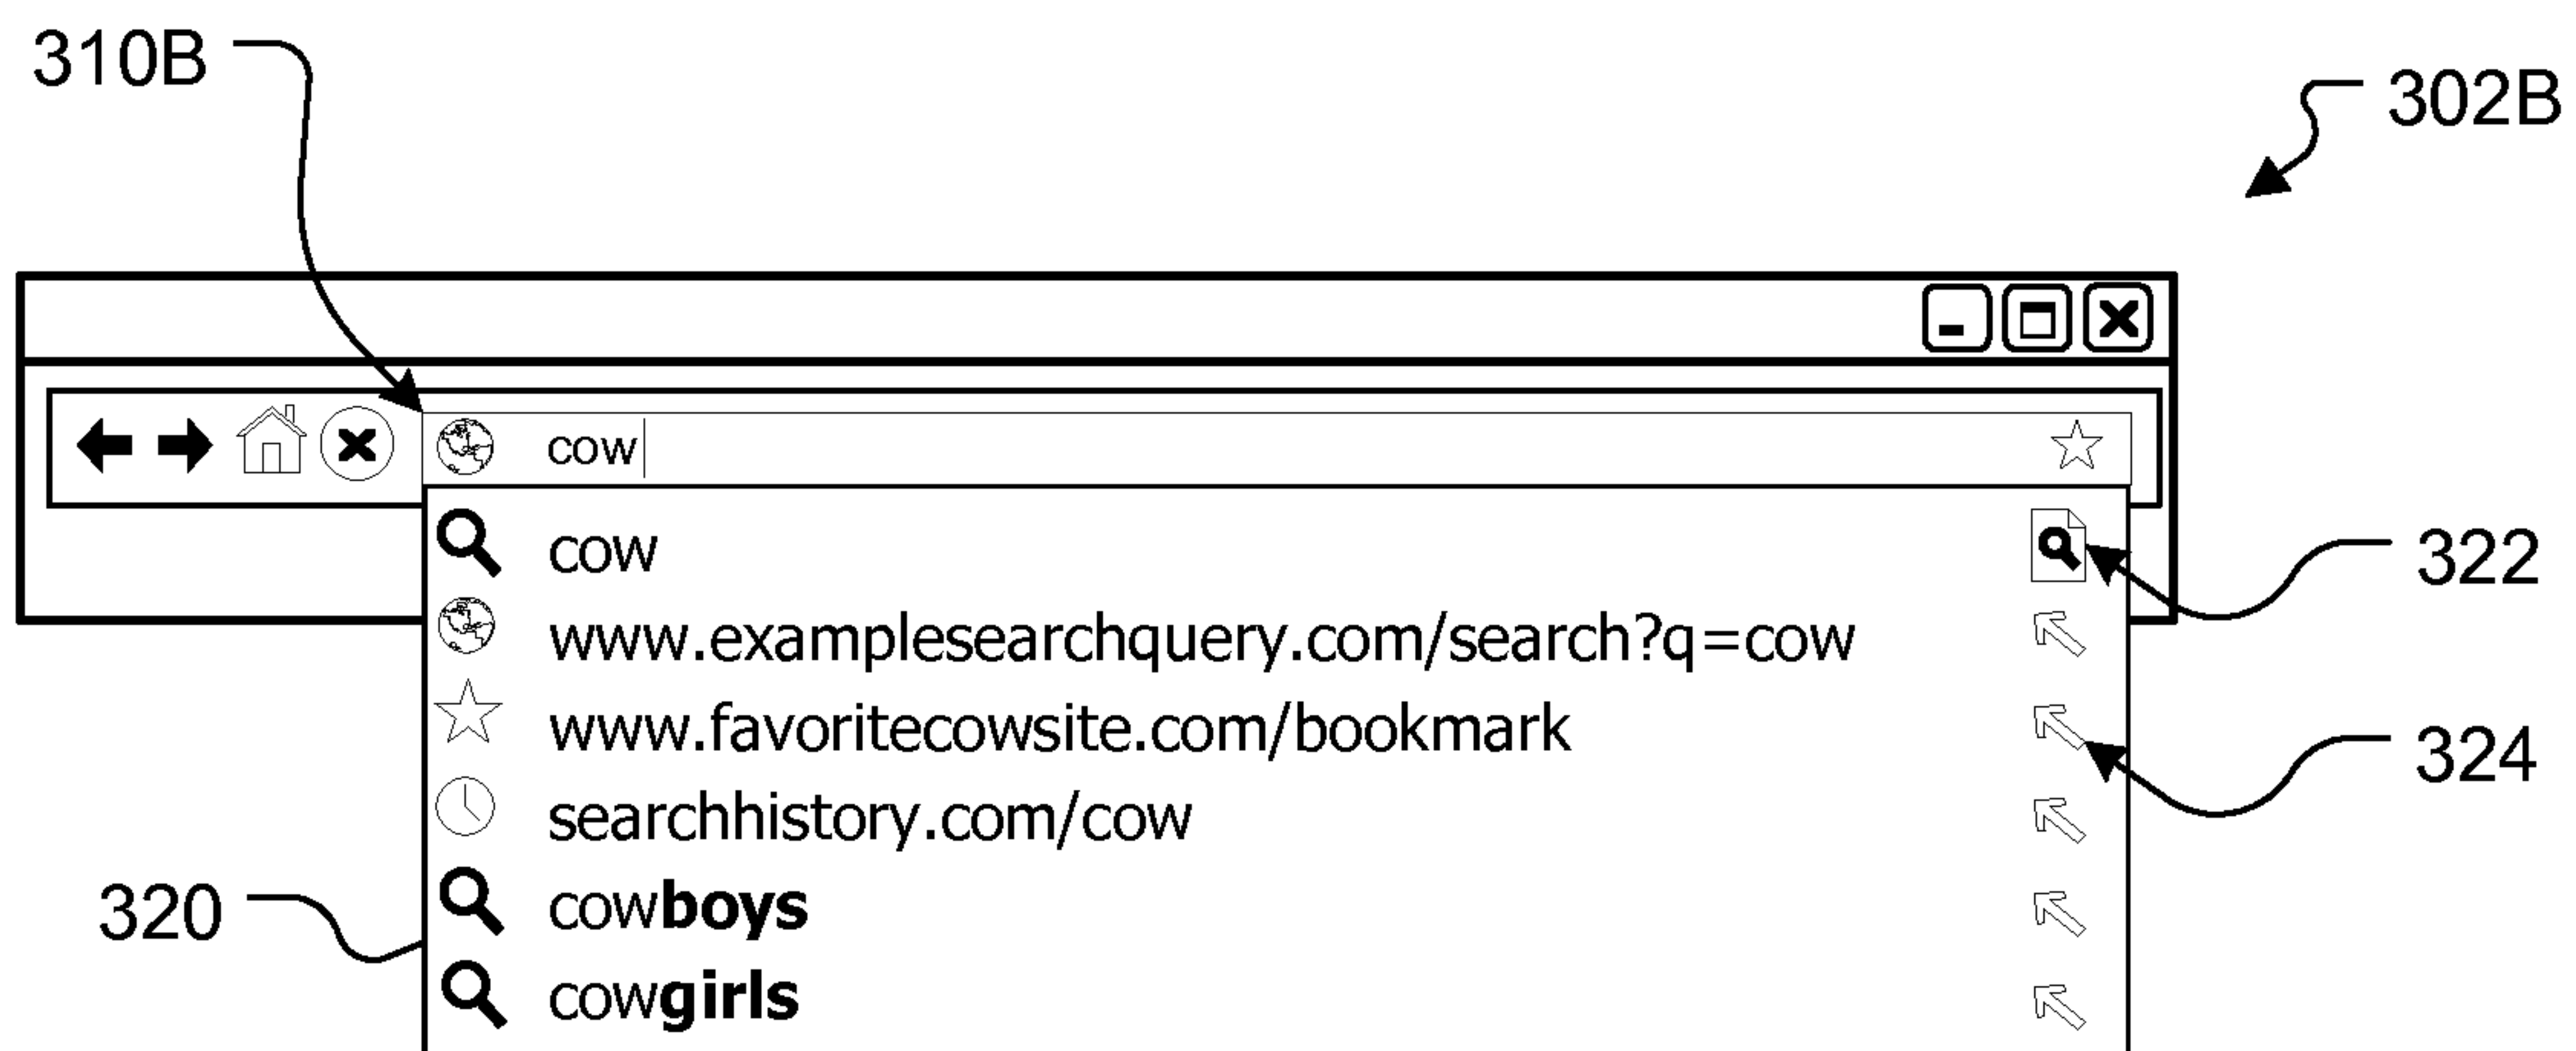 310B
302B
cow
cow
322
www.examplesearchquery.com/search?q=cow
www.favoritecowsite.com/bookmark
324
searchhistory.com/cow
320
cowboys
cowgirls